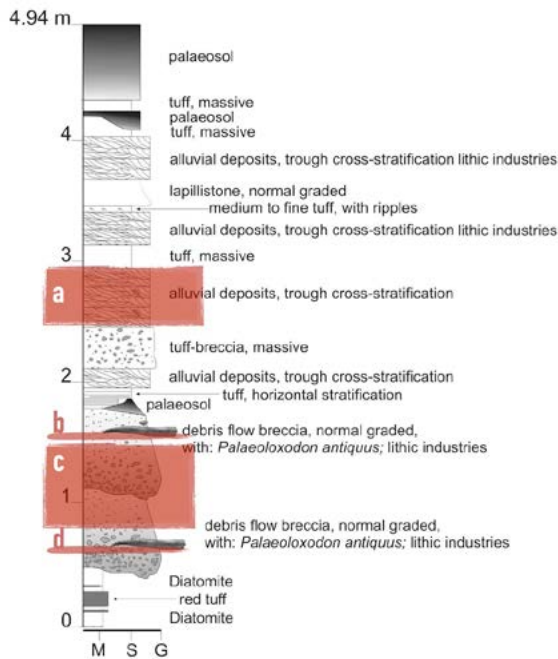 4.94 m
palaeosol
tuff, massive
palaeosol
tuff, massive
4
alluvial deposits, trough cross-stratification lithic industries
lapillistone, normal graded
medium to fine tuff, with ripples
alluvial deposits, trough cross-stratification lithic industries
3
tuff, massive
a
alluvial deposits, trough cross-stratification
tuff-breccia, massive
2
alluvial deposits, trough cross-stratification
tuff, horizontal stratification
palaeosol
b
debris flow breccia, normal graded,
with: Palaeoloxodon antiquus; lithic industries
c
1
debris flow breccia, normal graded,
d
with: Palaeoloxodon antiquus; lithic industries
Diatomite
red tuff
0
Diatomite
M S G